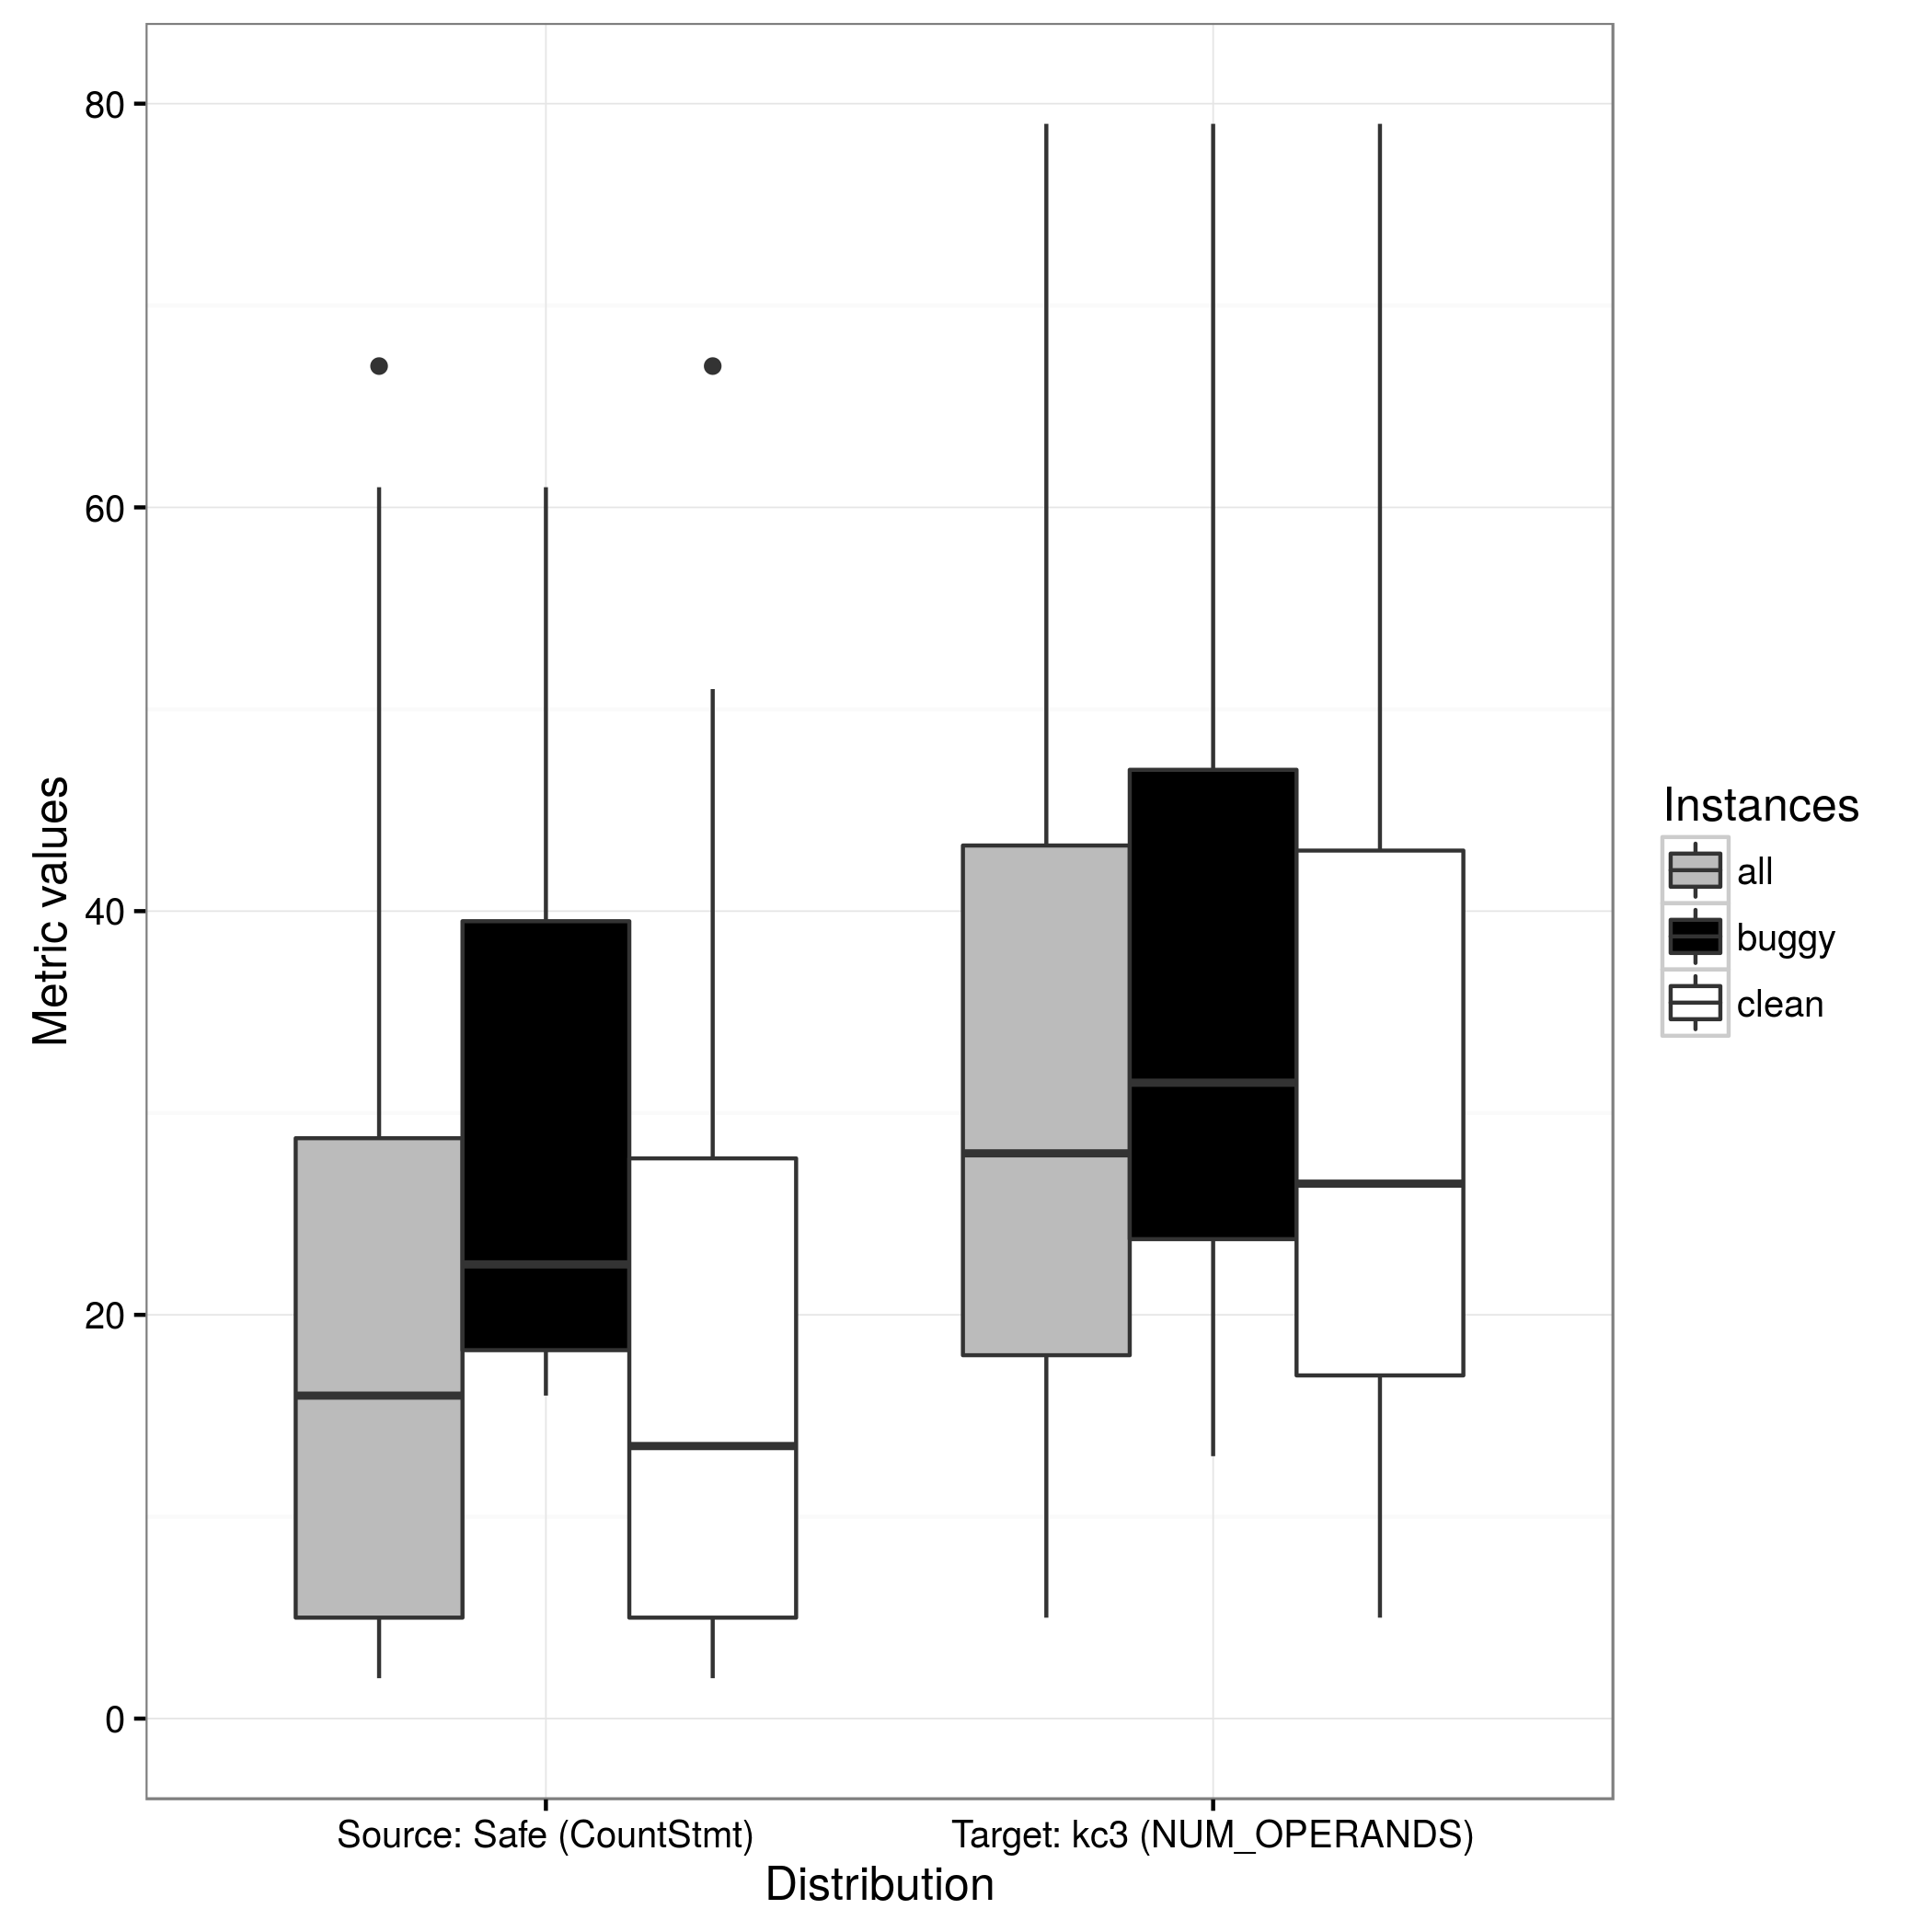 80
60
40
20
0
Metric values
Source: Safe (CountStmt)
Target: kc3 (NUM_OPERANDS)
Distribution
Instances
all
buggy
clean